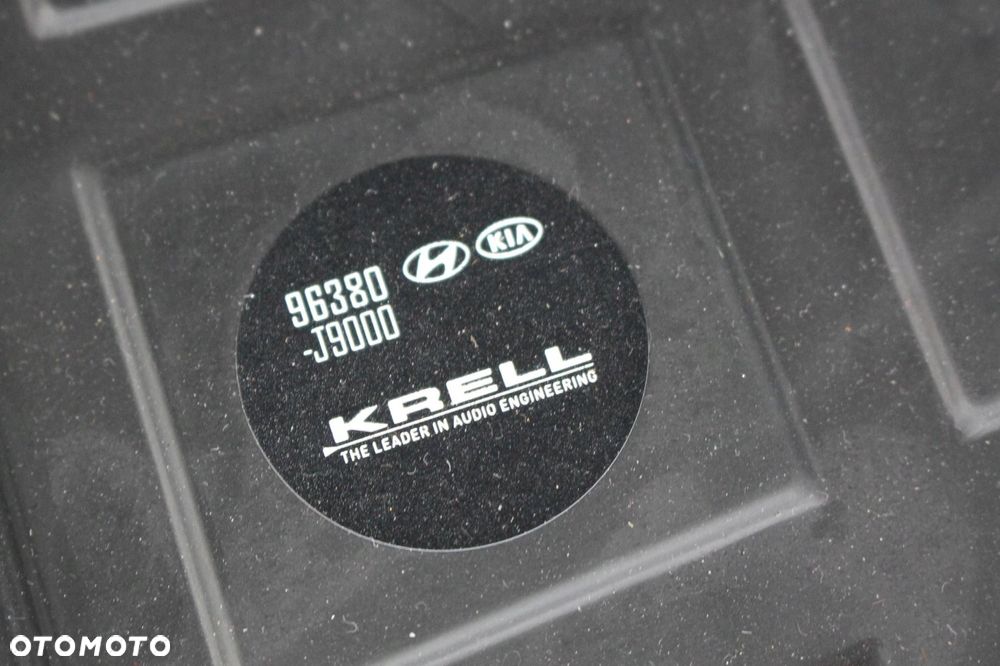 KIA
96380
-J9000
KRELL
THE LEADER IN AUDIO ENGINEERING
OTOMOTO